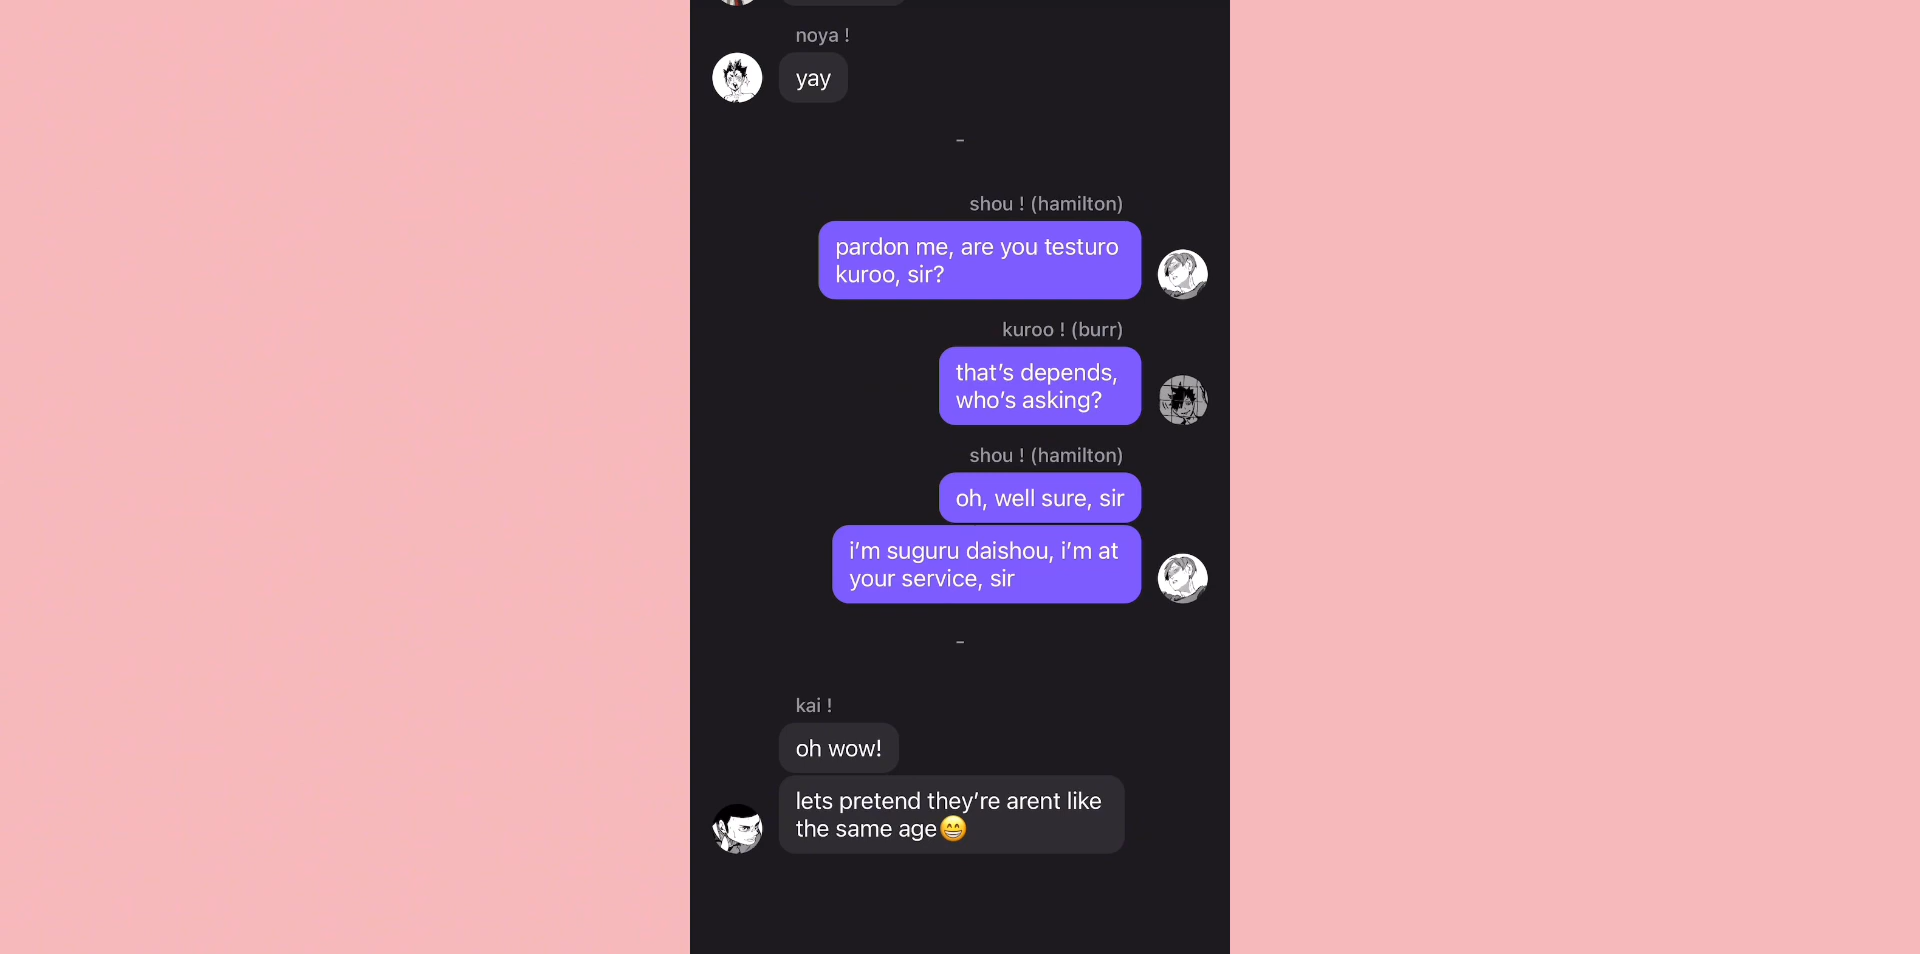 noya !
yay
-
shou ! (hamilton)
pardon me, are you testuro
kuroo, sir?
kuroo ! (burr)
that’s depends,
who’s asking?
shou ! (hamilton)
oh, well sure, sir
i’m suguru daishou, i’m at
your service, sir
-
kai !
oh wow!
lets pretend they’re arent like
the same age😁